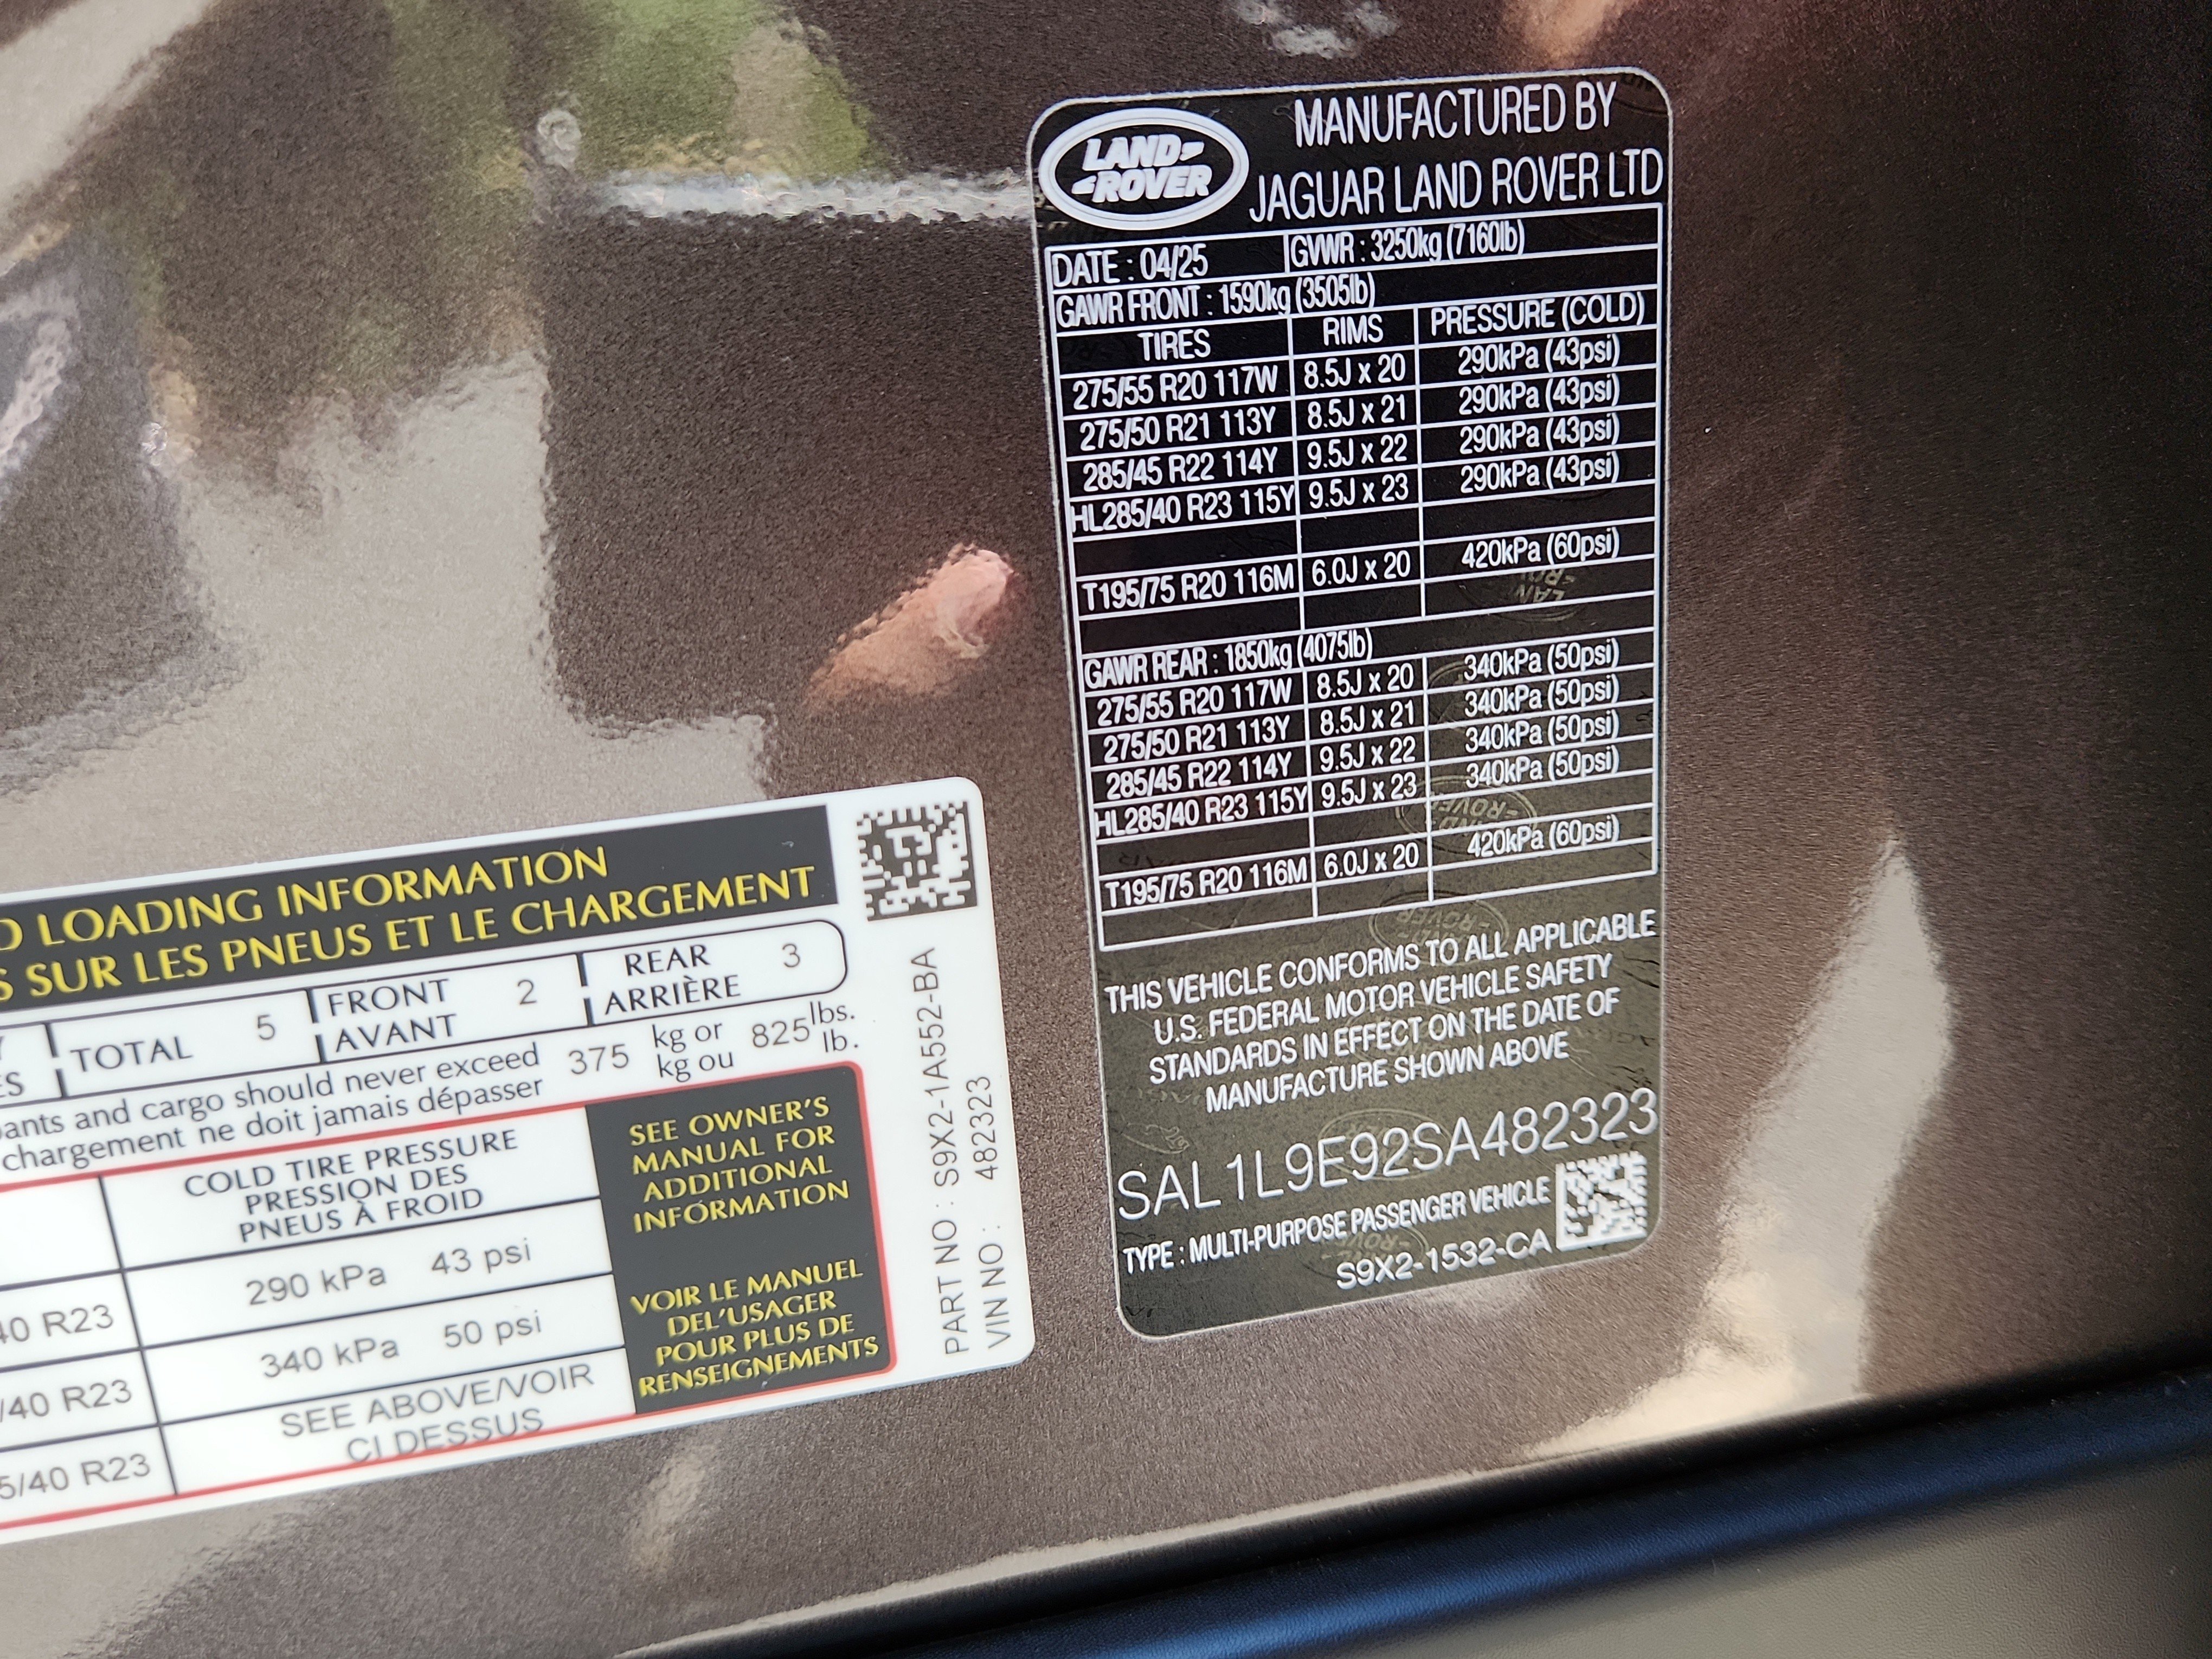 LAND-
-ROVER
MANUFACTURED BY
JAGUAR LAND ROVER LTD
DATE : 04/25 GVWR : 3250kg (7160lb)
GAWR FRONT : 1590kg (3505lb)
TIRES RIMS PRESSURE (COLD)
275/55 R20 117W 8.5J x 20 290kPa (43psi)
275/50 R21 113Y 8.5J x 21 290kPa (43psi)
285/45 R22 114Y 9.5J x 22 290kPa (43psi)
HL285/40 R23 115Y 9.5J x 23 290kPa (43psi)
T195/75 R20 116M 6.0J x 20 420kPa (60psi)
GAWR REAR : 1850kg (4075lb)
275/55 R20 117W 8.5J x 20 340kPa (50psi)
275/50 R21 113Y 8.5J x 21 340kPa (50psi)
285/45 R22 114Y 9.5J x 22 340kPa (50psi)
HL285/40 R23 115Y 9.5J x 23 340kPa (50psi)
T195/75 R20 116M 6.0J x 20 420kPa (60psi)
THIS VEHICLE CONFORMS TO ALL APPLICABLE
U.S. FEDERAL MOTOR VEHICLE SAFETY
STANDARDS IN EFFECT ON THE DATE OF
MANUFACTURE SHOWN ABOVE
SAL1L9E92SA482323
TYPE : MULTI-PURPOSE PASSENGER VEHICLE
S9X2-1532-CA
LOADING INFORMATION
SUR LES PNEUS ET LE CHARGEMENT
TOTAL 5 FRONT 2 REAR 3
AVANT ARRIÈRE
and cargo should never exceed 375 kg or 825 lbs.
chargement ne doit jamais dépasser kg ou lb.
COLD TIRE PRESSURE
PRESSION DES
PNEUS À FROID
40 R23 290 kPa 43 psi
/40 R23 340 kPa 50 psi
5/40 R23 SEE ABOVE/VOIR
CI DESSUS
SEE OWNER'S
MANUAL FOR
ADDITIONAL
INFORMATION
VOIR LE MANUEL
DEL'USAGER
POUR PLUS DE
RENSEIGNEMENTS
PART NO : S9X2-1A552-BA
VIN NO : 482323